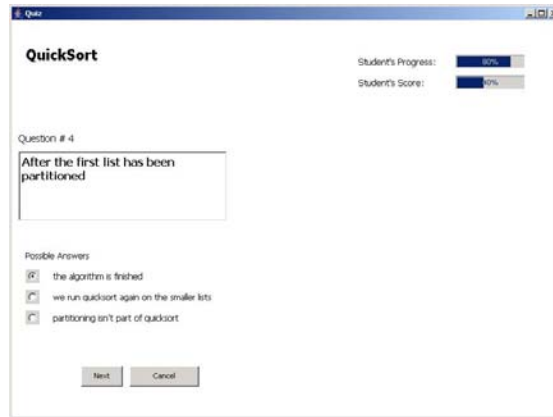 Quiz
QuickSort
Student's Progress: 80%
Student's Score: 40%
Question # 4
After the first list has been
partitioned
Possible Answers
the algorithm is finished
we run quicksort again on the smaller lists
partitioning isn't part of quicksort
Next Cancel